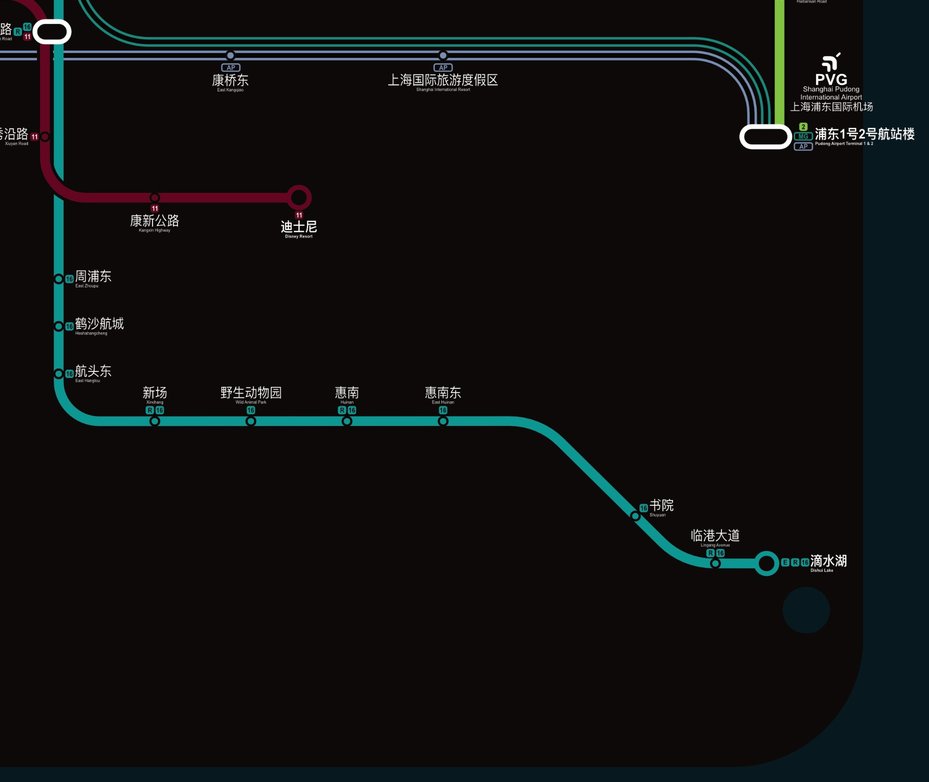 Hailiansan Road
路 R 16
11
AP
康桥东
East Kangqiao
AP
上海国际旅游度假区
Shanghai International Resort
PVG
Shanghai Pudong
International Airport
上海浦东国际机场
2
MG
AP
浦东1号2号航站楼
Pudong Airport Terminal 1 & 2
秀沿路 11
Xiuyan Road
11
康新公路
Kangxin Highway
11
迪士尼
Disney Resort
16 周浦东
East Zhoupu
16 鹤沙航城
Heshahangcheng
16 航头东
East Hangtou
新场
Xinchang
R 16
野生动物园
Wild Animal Park
16
惠南
Huinan
R 16
惠南东
East Huinan
16
16 书院
Shuyuan
临港大道
Lingang Avenue
R 16
E R 16 滴水湖
Dishui Lake